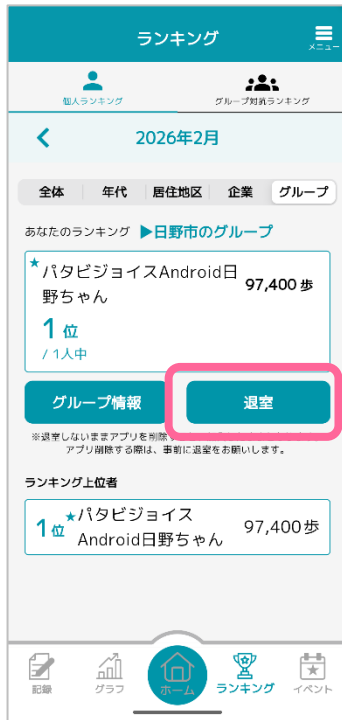 ランキング
メニュー
個人ランキング
グループ対抗ランキング
2026年2月
全体 年代 居住地区 企業 グループ
あなたのランキング ▶日野市のグループ
★パタビジョイスAndroid日
野ちゃん
97,400 歩
1 位
/ 1人中
グループ情報
退室
※退室しないままアプリを削除す
アプリ削除する際は、事前に退室をお願いします。
ランキング上位者
1位
★パタビジョイス
Android日野ちゃん
97,400歩
記録
グラフ
ホーム
ランキング
イベント